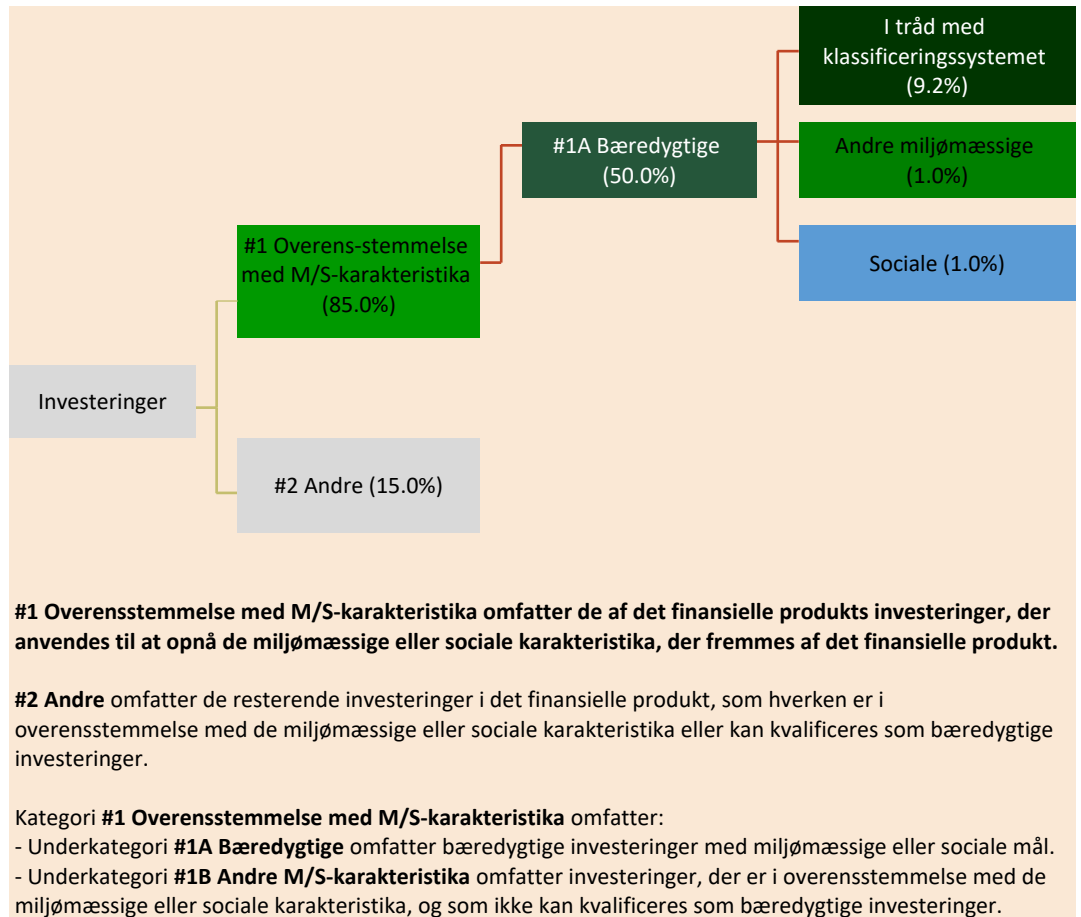 I tråd med
klassificeringssystemet
(9.2%)
#1A Bæredygtige
(50.0%)
Andre miljømæssige
(1.0%)
#1 Overens-stemmelse
med M/S-karakteristika
(85.0%)
Sociale (1.0%)
Investeringer
#2 Andre (15.0%)
#1 Overensstemmelse med M/S-karakteristika omfatter de af det finansielle produkts investeringer, der
anvendes til at opnå de miljømæssige eller sociale karakteristika, der fremmes af det finansielle produkt.
#2 Andre omfatter de resterende investeringer i det finansielle produkt, som hverken er i
overensstemmelse med de miljømæssige eller sociale karakteristika eller kan kvalificeres som bæredygtige
investeringer.
Kategori #1 Overensstemmelse med M/S-karakteristika omfatter:
- Underkategori #1A Bæredygtige omfatter bæredygtige investeringer med miljømæssige eller sociale mål.
- Underkategori #1B Andre M/S-karakteristika omfatter investeringer, der er i overensstemmelse med de
miljømæssige eller sociale karakteristika, og som ikke kan kvalificeres som bæredygtige investeringer.